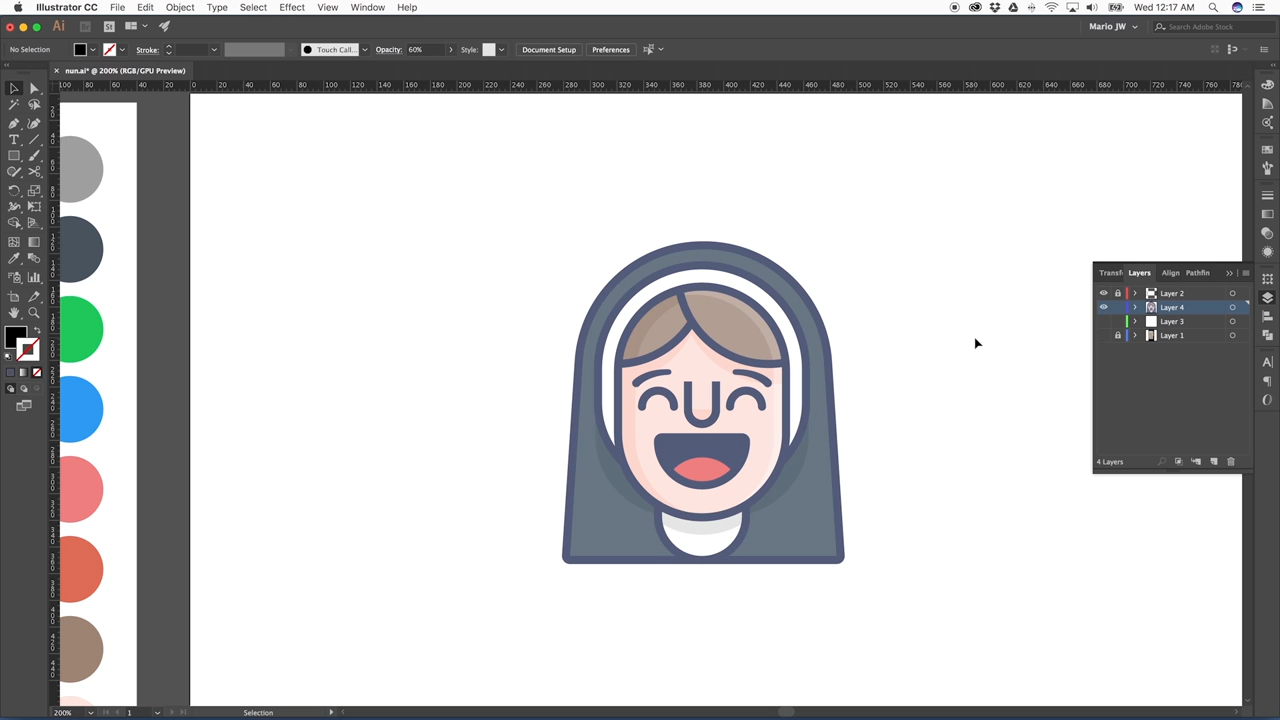 Illustrator CC File Edit Object Type Select Effect View Window Help Wed 12:17 AM
Ai Br St Mario JW Search Adobe Stock
No Selection Stroke: Touch Call... Opacity: 60% Style: Document Setup Preferences
× nun.ai* @ 200% (RGB/GPU Preview)
100 80 60 40 20 0 20 40 60 80 100 120 140 160 180 200 220 240 260 280 300 320 340 360 380 400 420 440 460 480 500 520 540 560 580 600 620 640 660 680 700 720 740 760 780
Transf Layers Align Pathfin
Layer 2
Layer 4
Layer 3
Layer 1
4 Layers
200% 1 Selection